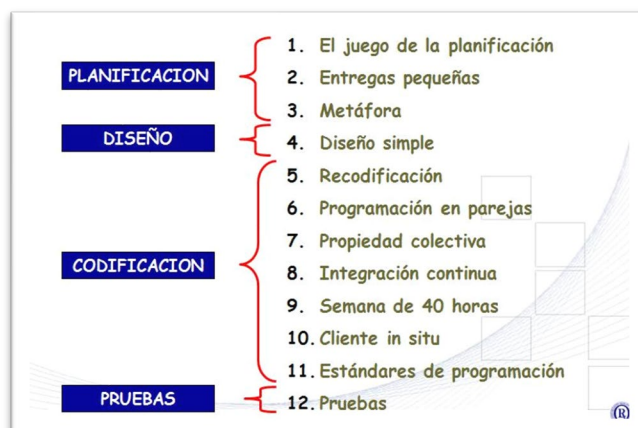 PLANIFICACION
1. El juego de la planificación
2. Entregas pequeñas
3. Metáfora
DISEÑO
4. Diseño simple
CODIFICACION
5. Recodificación
6. Programación en parejas
7. Propiedad colectiva
8. Integración continua
9. Semana de 40 horas
10. Cliente in situ
11. Estándares de programación
PRUEBAS
12. Pruebas
®